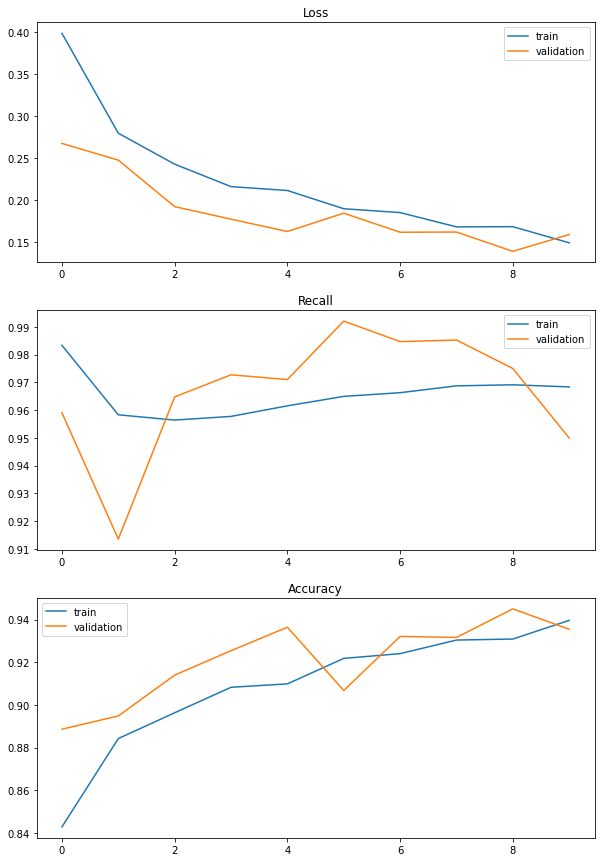 Loss
0.40
0.35
0.30
0.25
0.20
0.15
train
validation
0 2 4 6 8
Recall
0.99
0.98
0.97
0.96
0.95
0.94
0.93
0.92
0.91
train
validation
0 2 4 6 8
Accuracy
0.94
0.92
0.90
0.88
0.86
0.84
train
validation
0 2 4 6 8